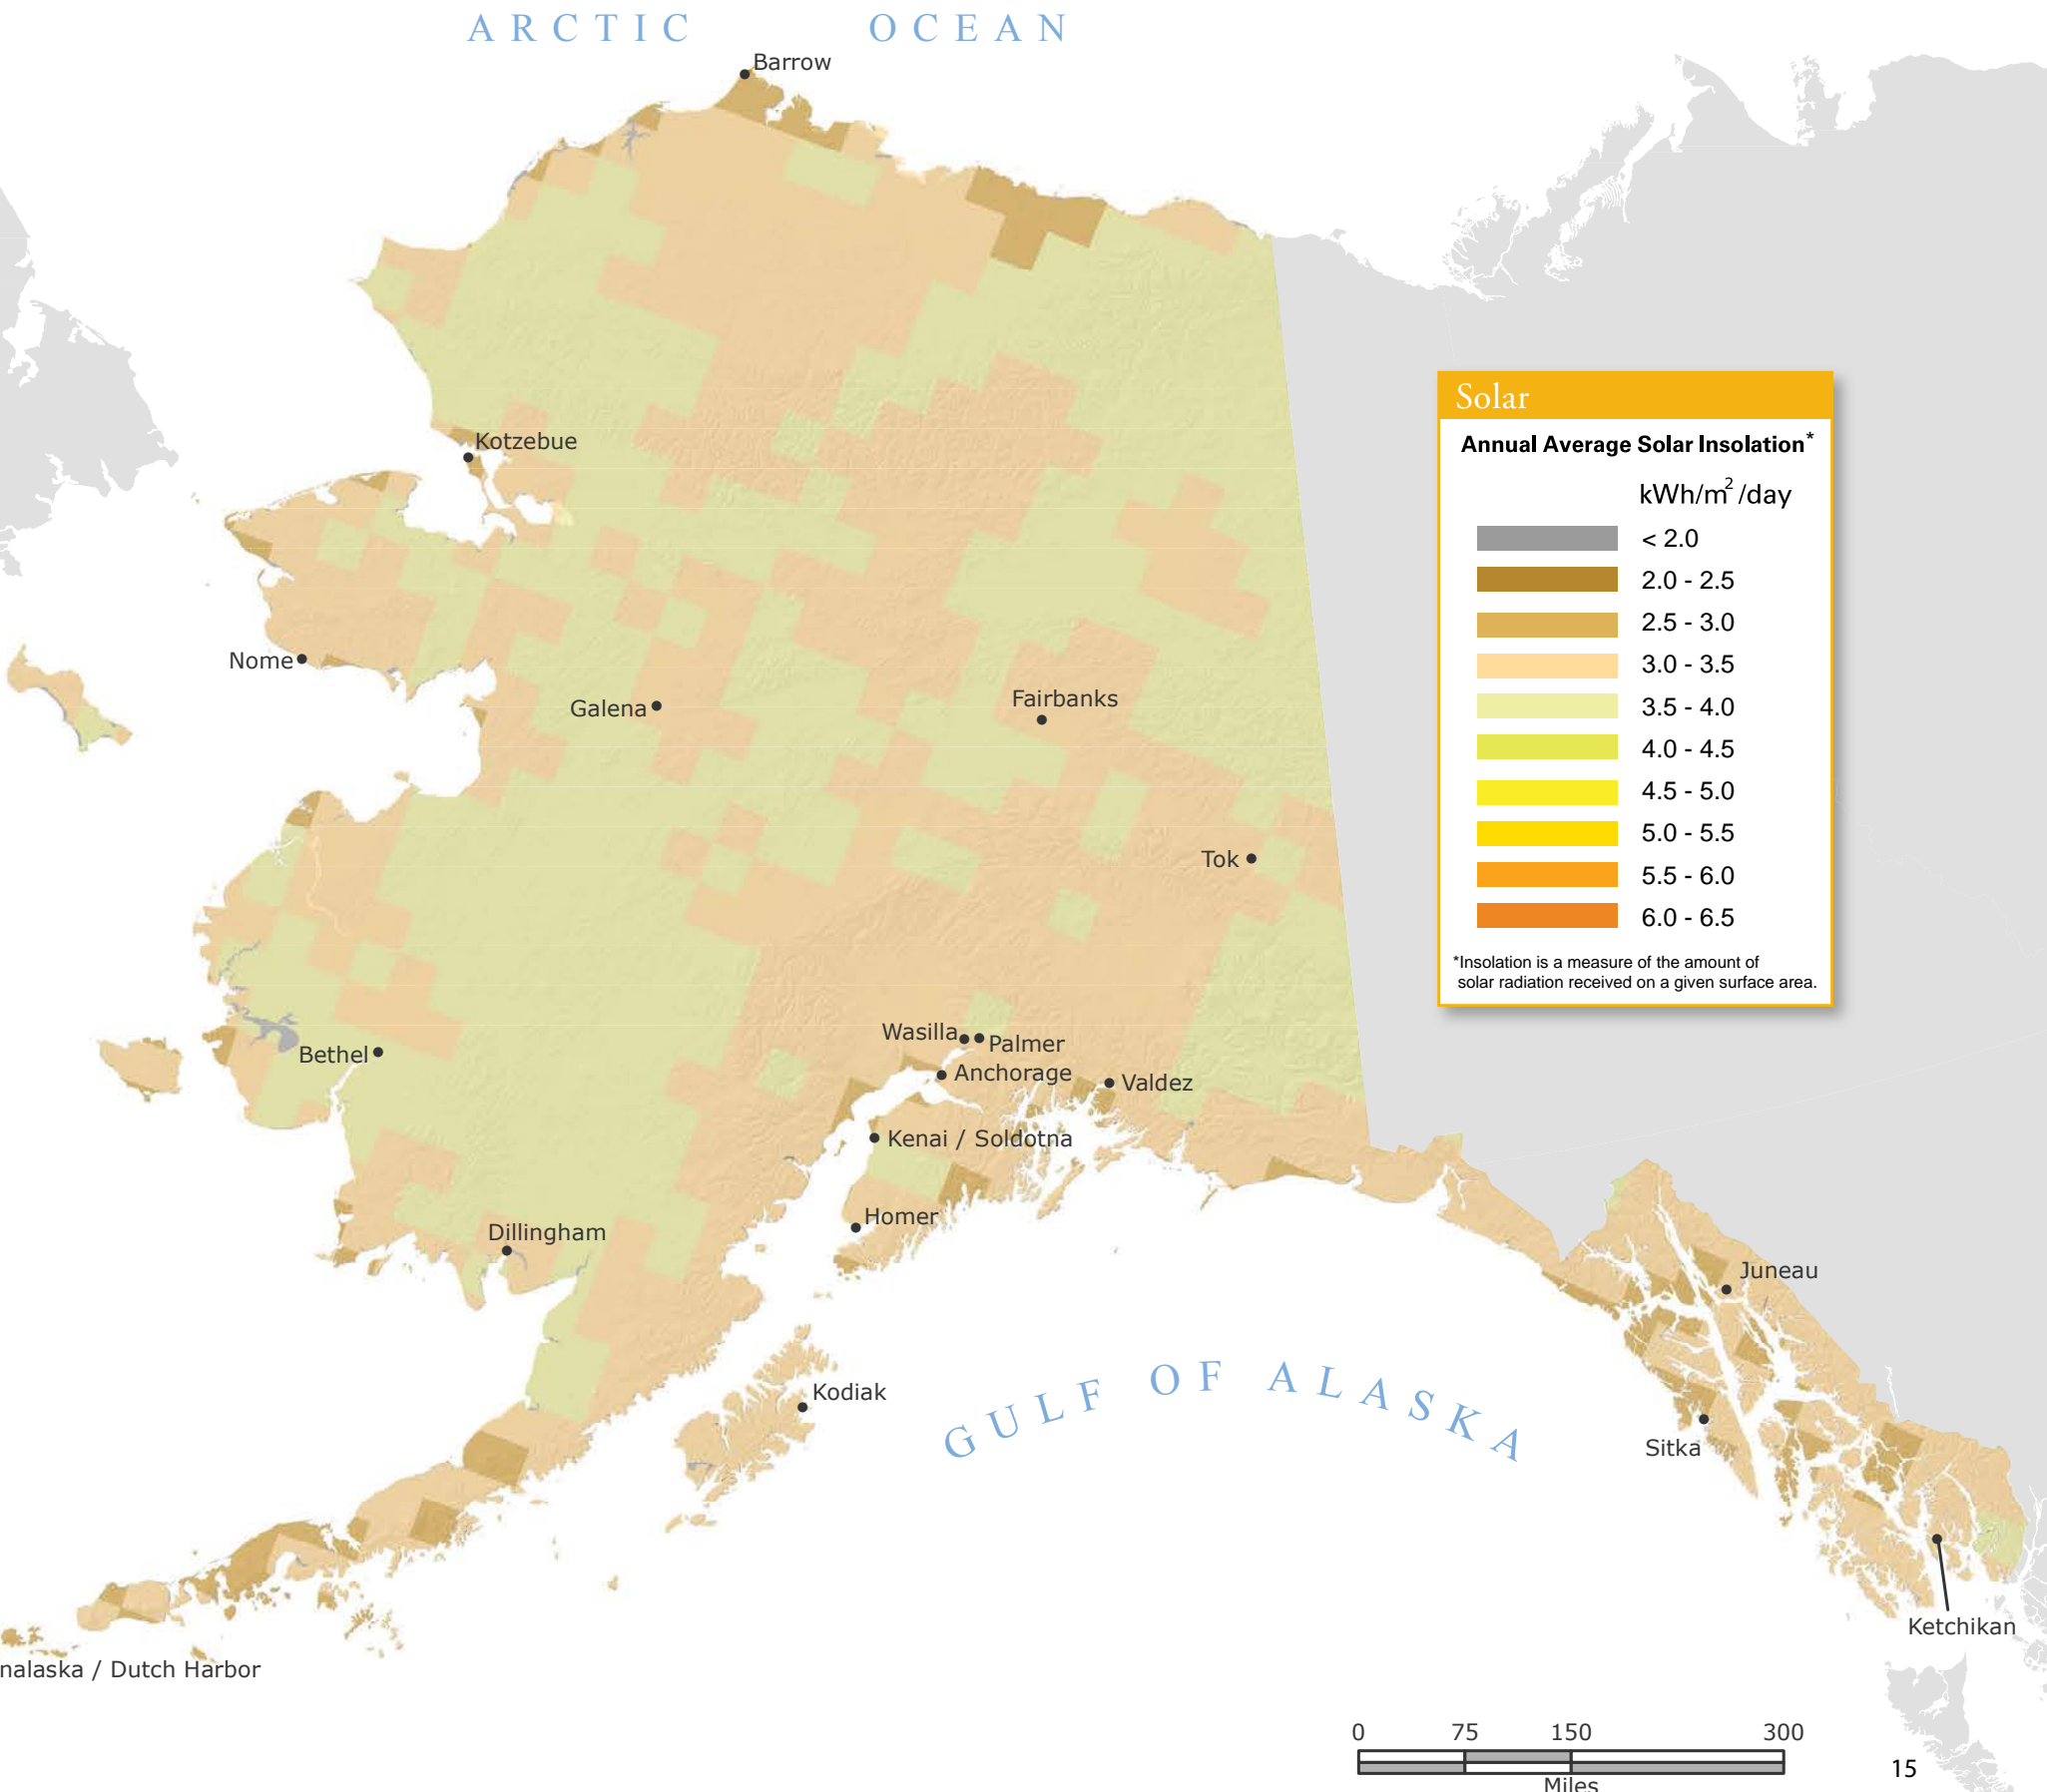 ARCTIC OCEAN
Barrow
Kotzebue
Nome
Galena
Fairbanks
Tok
Bethel
Wasilla
Palmer
Anchorage
Valdez
Kenai / Soldotna
Homer
Dillingham
Kodiak
Juneau
Sitka
Ketchikan
nalaska / Dutch Harbor
GULF OF ALASKA
Solar
Annual Average Solar Insolation*
kWh/m2/day
< 2.0
2.0 - 2.5
2.5 - 3.0
3.0 - 3.5
3.5 - 4.0
4.0 - 4.5
4.5 - 5.0
5.0 - 5.5
5.5 - 6.0
6.0 - 6.5
*Insolation is a measure of the amount of
solar radiation received on a given surface area.
0 75 150 300
Miles
15